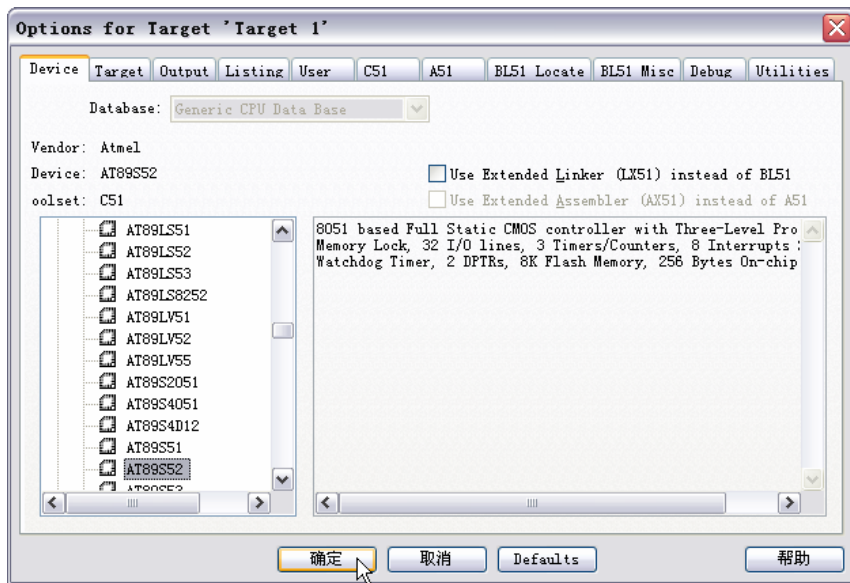 Options for Target 'Target 1'
Device Target Output Listing User C51 A51 BL51 Locate BL51 Misc Debug Utilities
Database: Generic CPU Data Base
Vendor: Atmel
Device: AT89S52
Use Extended Linker (LX51) instead of BL51
oolset: C51
Use Extended Assembler (AX51) instead of A51
AT89LS51
AT89LS52
AT89LS53
AT89LS8252
AT89LV51
AT89LV52
AT89LV55
AT89S2051
AT89S4051
AT89S4D12
AT89S51
AT89S52
8051 based Full Static CMOS controller with Three-Level Pro
Memory Lock, 32 I/O lines, 3 Timers/Counters, 8 Interrupts
Watchdog Timer, 2 DPTRs, 8K Flash Memory, 256 Bytes On-chip
确定 取消 Defaults 帮助